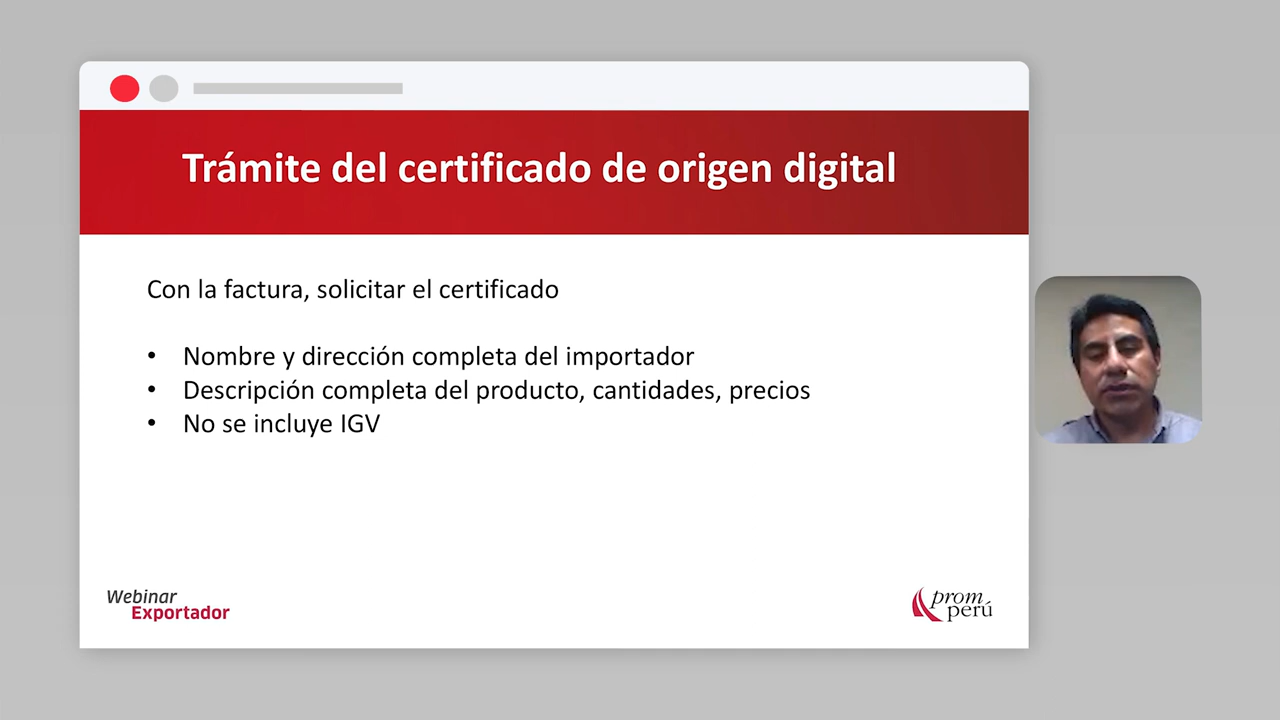 Trámite del certificado de origen digital
Con la factura, solicitar el certificado
• Nombre y dirección completa del importador
• Descripción completa del producto, cantidades, precios
• No se incluye IGV
Webinar
Exportador
prom
perú